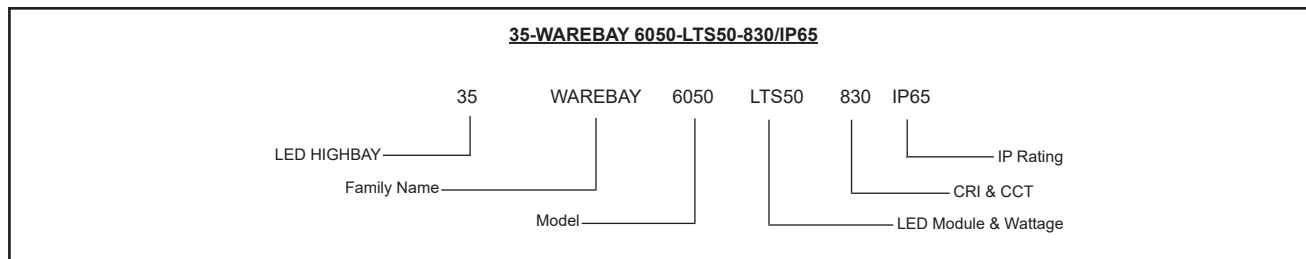 35-WAREBAY 6050-LTS50-830/IP65
35 WAREBAY 6050 LTS50 830 IP65
LED HIGHBAY
IP Rating
Family Name
CRI & CCT
Model
LED Module & Wattage